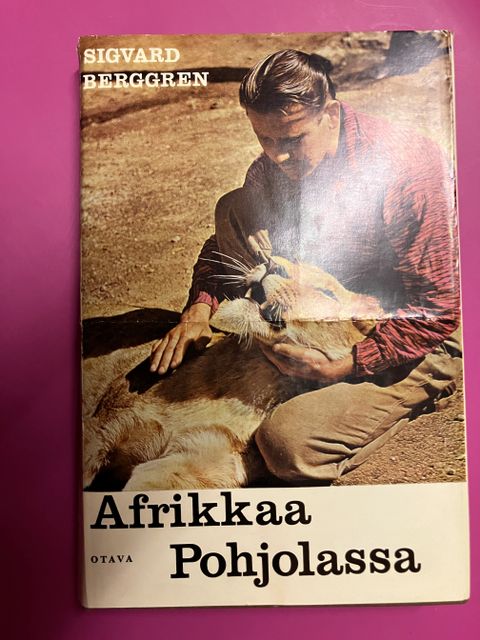 SIGVARD
BERGGREN
Afrikkaa
OTAVA
Pohjolassa